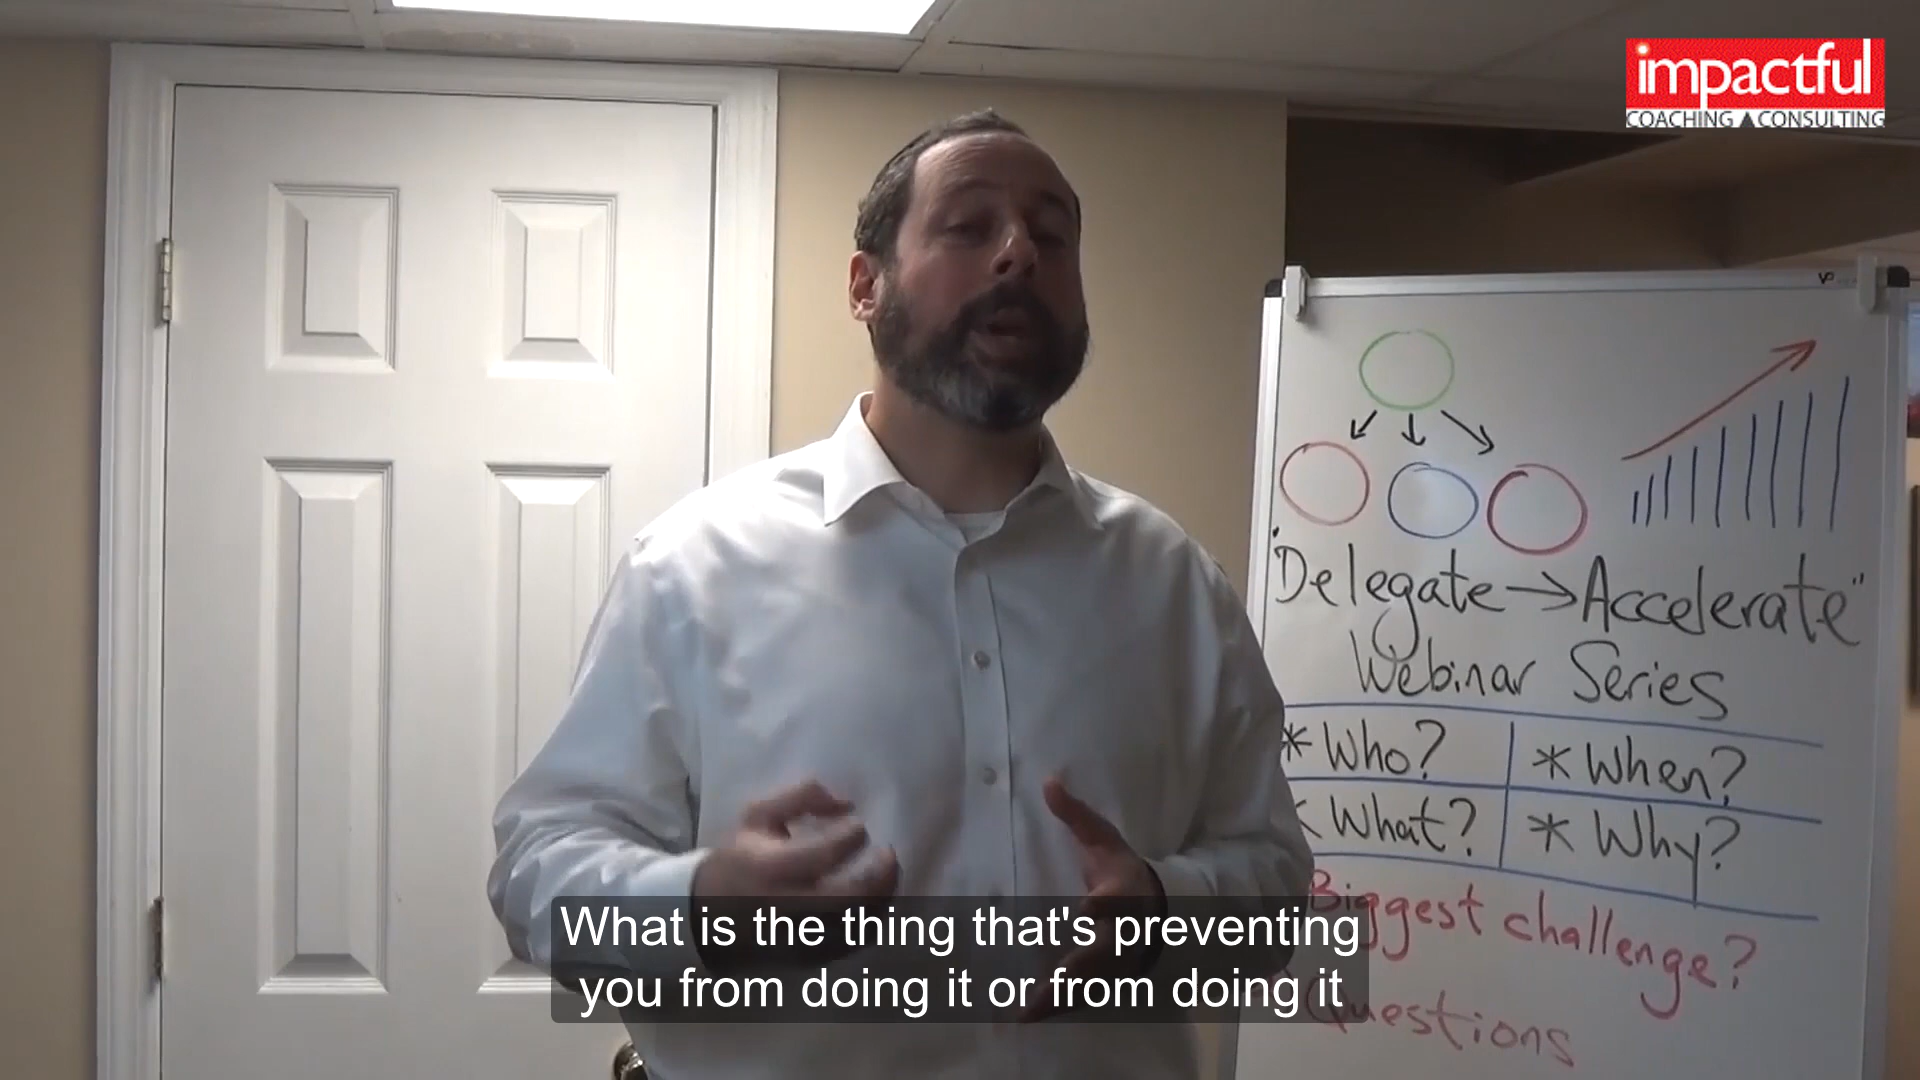 impactful
COACHING CONSULTING
"Delegate → Accelerate"
Webinar Series
* Who? * When?
What? * Why?
Biggest challenge?
Questions
What is the thing that's preventing
you from doing it or from doing it